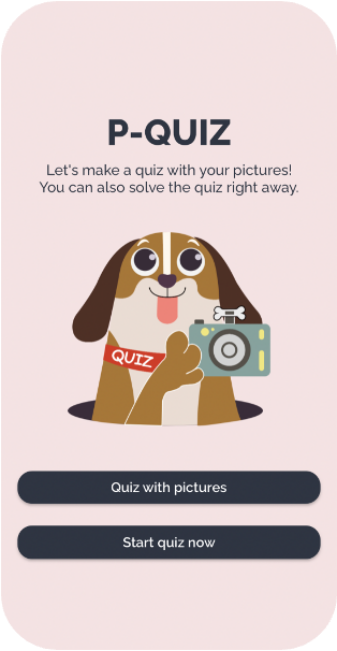 P-QUIZ
Let's make a quiz with your pictures!
You can also solve the quiz right away.
QUIZ
Quiz with pictures
Start quiz now